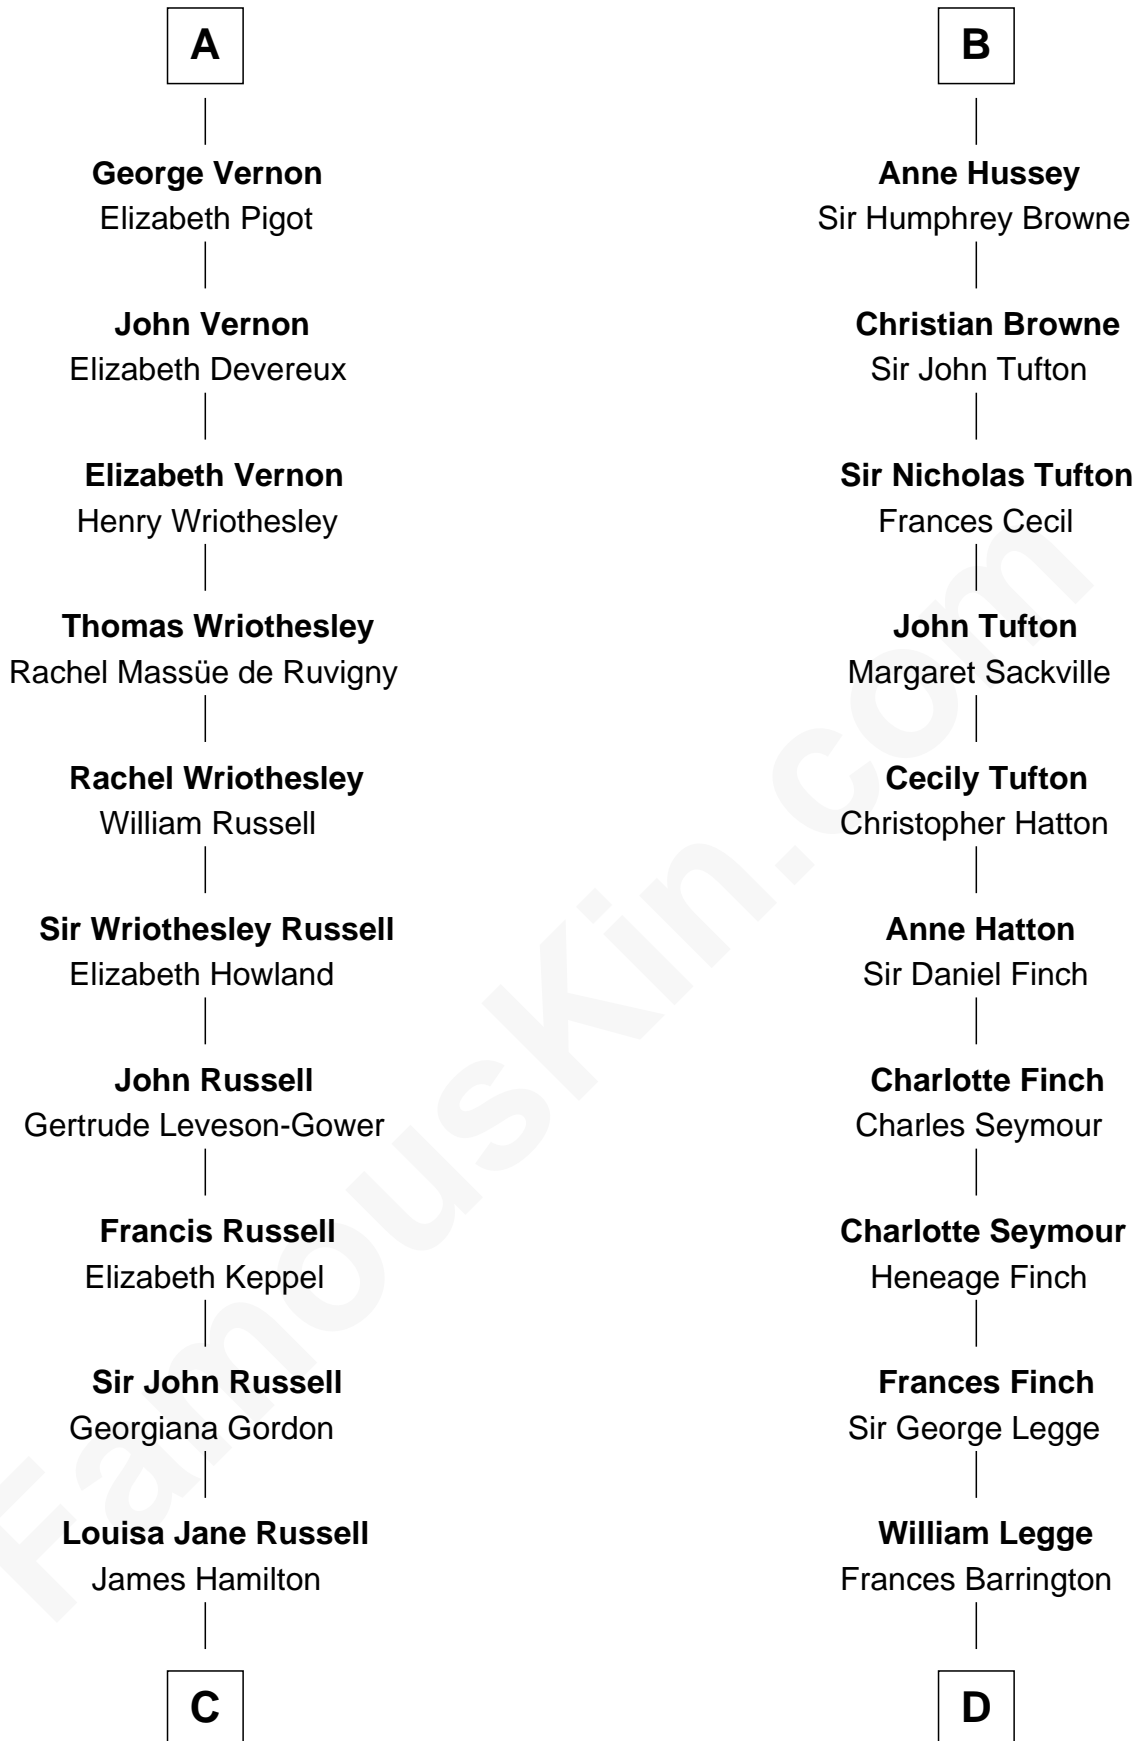 A
George Vernon
Elizabeth Pigot
John Vernon
Elizabeth Devereux
Elizabeth Vernon
Henry Wriothesley
Thomas Wriothesley
Rachel Massüe de Ruvigny
Rachel Wriothesley
William Russell
Sir Wriothesley Russell
Elizabeth Howland
John Russell
Gertrude Leveson-Gower
Francis Russell
Elizabeth Keppel
Sir John Russell
Georgiana Gordon
Louisa Jane Russell
James Hamilton
C
B
Anne Hussey
Sir Humphrey Browne
Christian Browne
Sir John Tufton
Sir Nicholas Tufton
Frances Cecil
John Tufton
Margaret Sackville
Cecily Tufton
Christopher Hatton
Anne Hatton
Sir Daniel Finch
Charlotte Finch
Charles Seymour
Charlotte Seymour
Heneage Finch
Frances Finch
Sir George Legge
William Legge
Frances Barrington
D
FamousKin.com